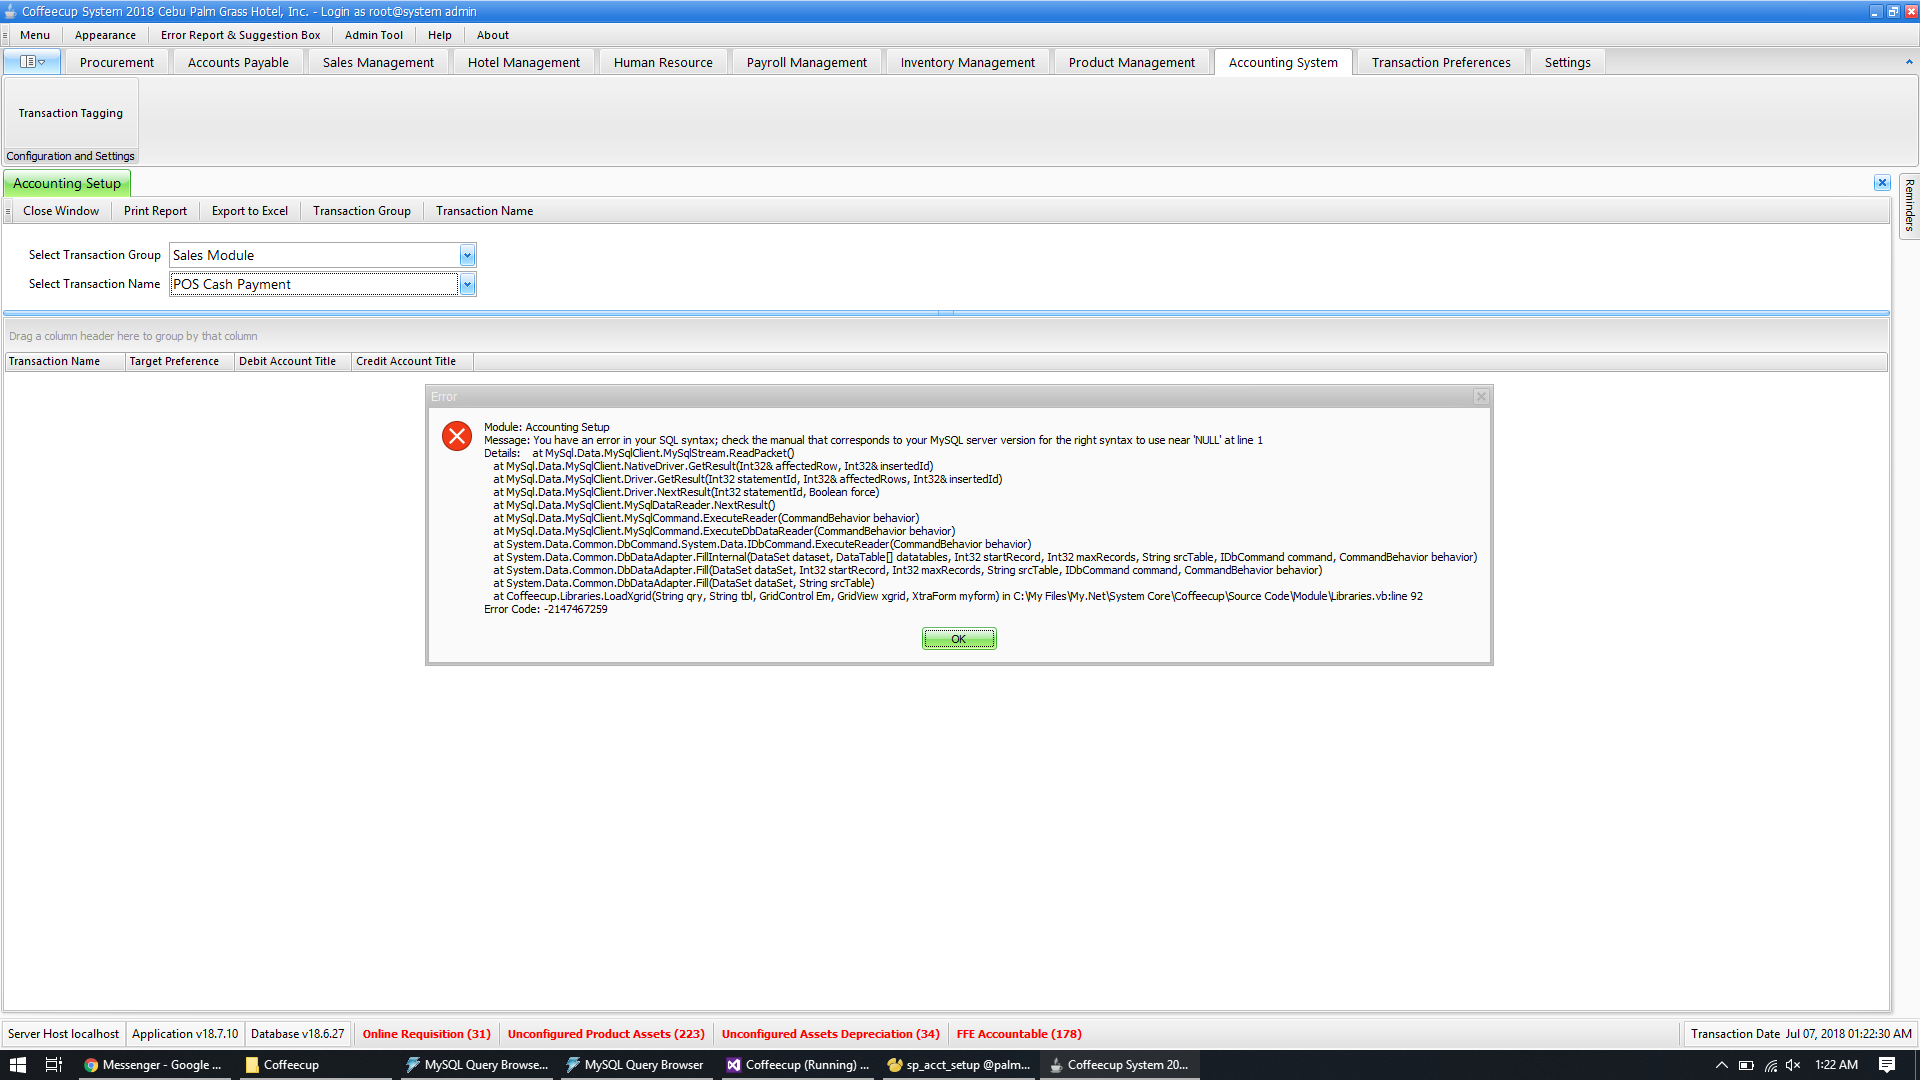 Coffeecup System 2018 Cebu Palm Grass Hotel, Inc. - Login as root@system admin
Menu Appearance Error Report & Suggestion Box Admin Tool Help About
Procurement Accounts Payable Sales Management Hotel Management Human Resource Payroll Management Inventory Management Product Management Accounting System Transaction Preferences Settings
Transaction Tagging
Configuration and Settings
Accounting Setup
Reminders
Close Window Print Report Export to Excel Transaction Group Transaction Name
Select Transaction Group Sales Module
Select Transaction Name POS Cash Payment
Drag a column header here to group by that column
Transaction Name Target Preference Debit Account Title Credit Account Title
Error
Module: Accounting Setup
Message: You have an error in your SQL syntax; check the manual that corresponds to your MySQL server version for the right syntax to use near 'NULL' at line 1
Details: at MySql.Data.MySqlClient.MySqlStream.ReadPacket()
at MySql.Data.MySqlClient.NativeDriver.GetResult(Int32& affectedRow, Int32& insertedId)
at MySql.Data.MySqlClient.Driver.GetResult(Int32 statementId, Int32& affectedRows, Int32& insertedId)
at MySql.Data.MySqlClient.Driver.NextResult(Int32 statementId, Boolean force)
at MySql.Data.MySqlClient.MySqlDataReader.NextResult()
at MySql.Data.MySqlClient.MySqlCommand.ExecuteReader(CommandBehavior behavior)
at MySql.Data.MySqlClient.MySqlCommand.ExecuteDbDataReader(CommandBehavior behavior)
at System.Data.Common.DbCommand.System.Data.IDbCommand.ExecuteReader(CommandBehavior behavior)
at System.Data.Common.DbDataAdapter.FillInternal(DataSet dataset, DataTable[] datatables, Int32 startRecord, Int32 maxRecords, String srcTable, IDbCommand command, CommandBehavior behavior)
at System.Data.Common.DbDataAdapter.Fill(DataSet dataSet, Int32 startRecord, Int32 maxRecords, String srcTable, IDbCommand command, CommandBehavior behavior)
at System.Data.Common.DbDataAdapter.Fill(DataSet dataSet, String srcTable)
at Coffeecup.Libraries.LoadXgrid(String qry, String tbl, GridControl Em, GridView xgrid, XtraForm myform) in C:\My Files\My.Net\System Core\Coffeecup\Source Code\Module\Libraries.vb:line 92
Error Code: -2147467259
OK
Server Host localhost Application v18.7.10 Database v18.6.27 Online Requisition (31) Unconfigured Product Assets (223) Unconfigured Assets Depreciation (34) FFE Accountable (178) Transaction Date Jul 07, 2018 01:22:30 AM
Messenger - Google ... Coffeecup MySQL Query Browse... MySQL Query Browser Coffeecup (Running) ... sp_acct_setup @palm... Coffeecup System 20... 1:22 AM